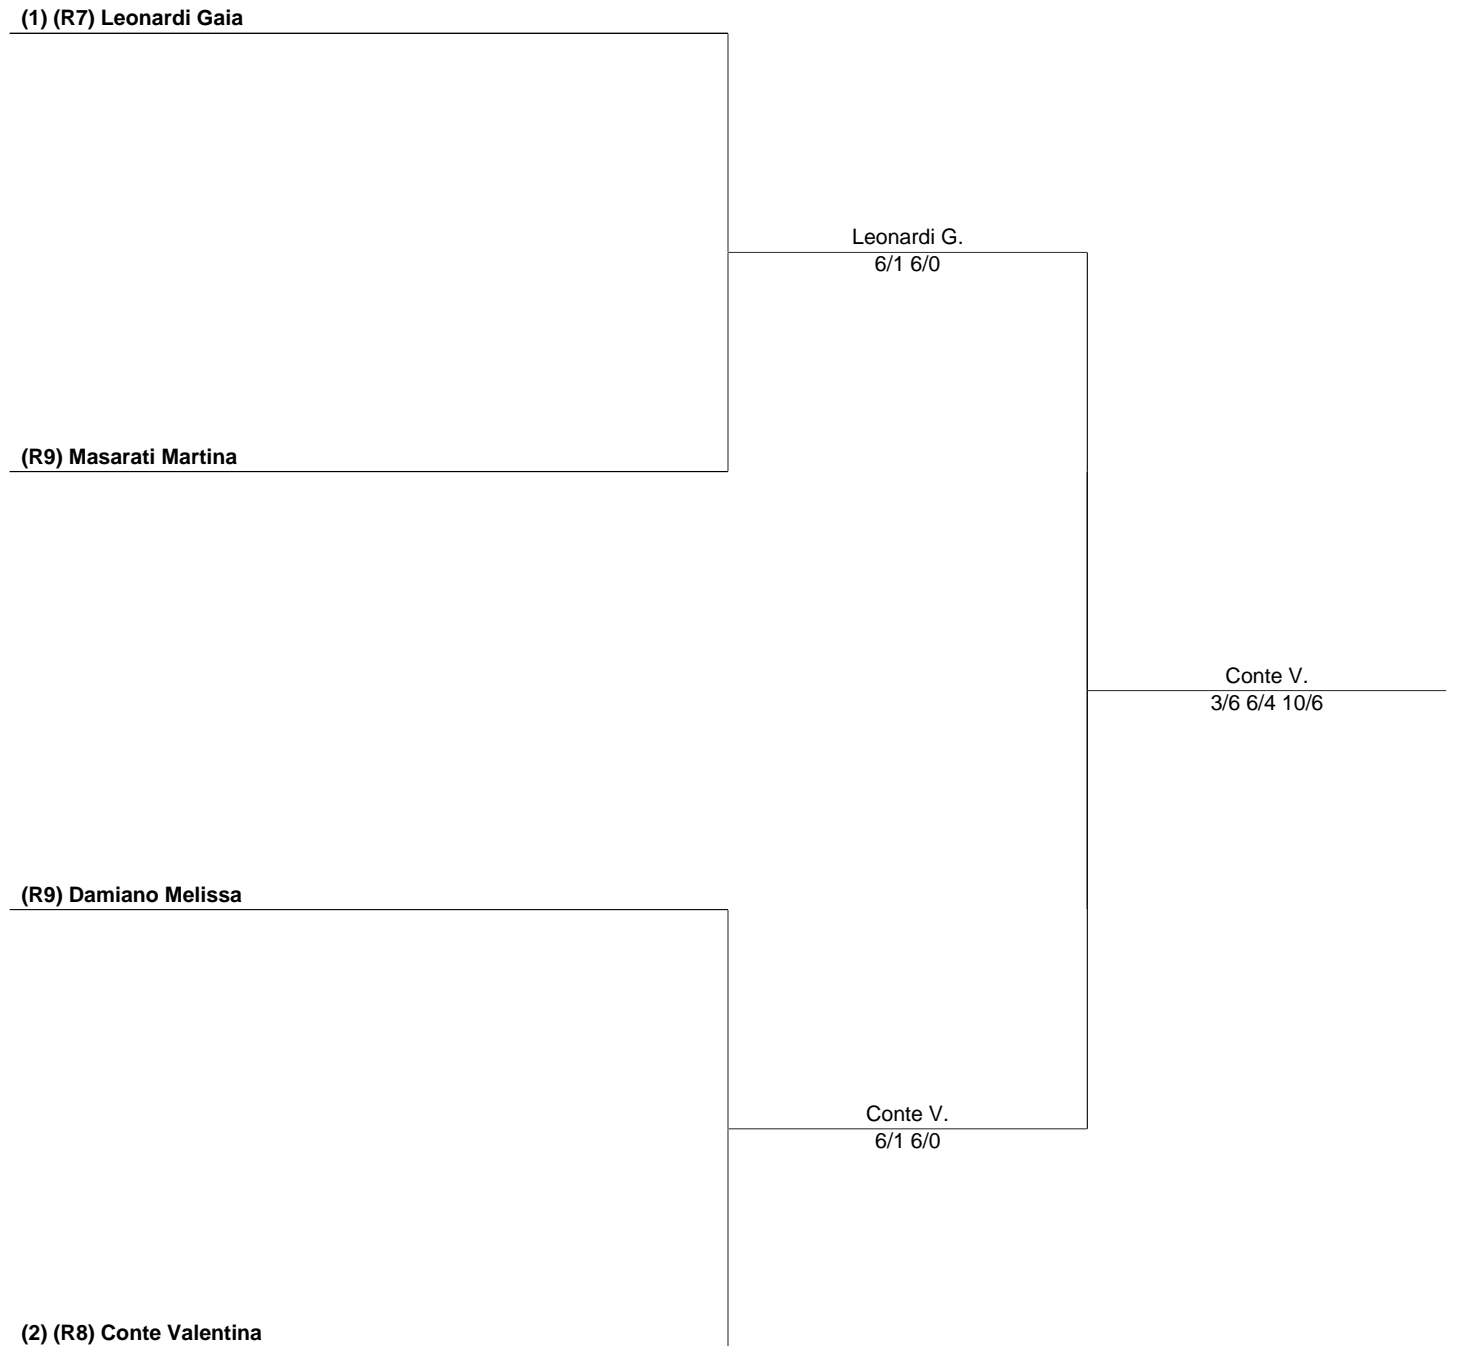 (1) (R7) Leonardi Gaia
Leonardi G.
6/1 6/0
(R9) Masarati Martina
Conte V.
3/6 6/4 10/6
(R9) Damiano Melissa
Conte V.
6/1 6/0
(2) (R8) Conte Valentina